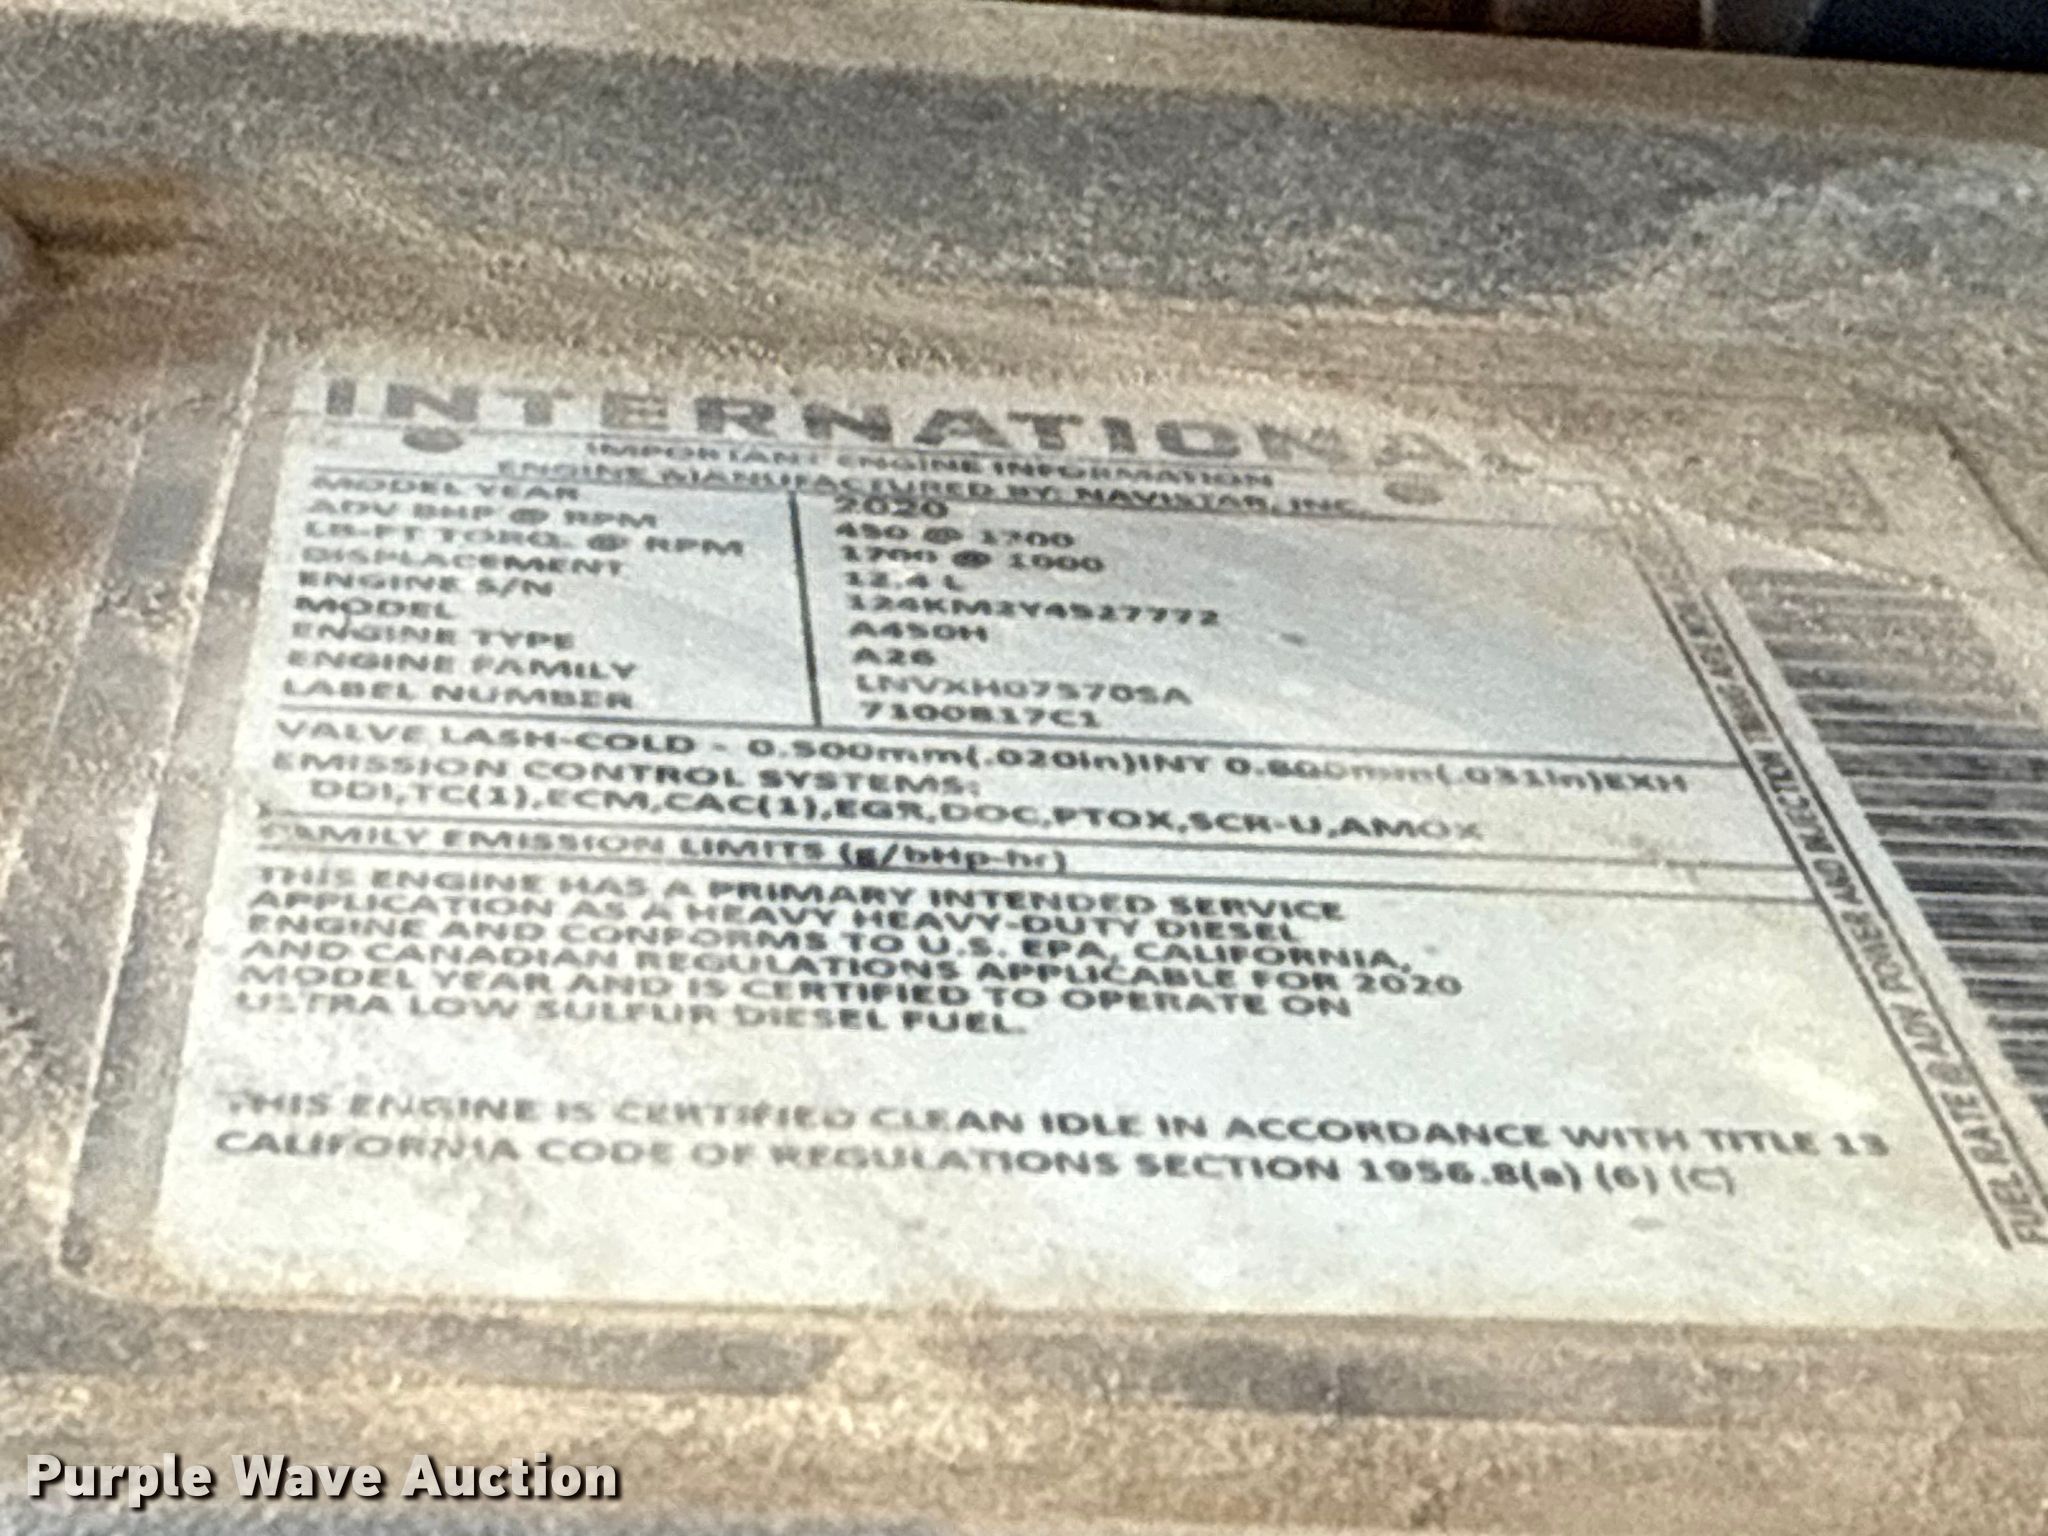 INTERNATIONA
IMPORTANT ENGINE INFORMATION
ENGINE MANUFACTURED BY: NAVISTAR, INC.
MODEL YEAR 2020
ADV BHP @ RPM 450 @ 1700
LB-FT TORQ. @ RPM 1700 @ 1000
DISPLACEMENT 12.4 L
ENGINE S/N 124KM2Y4527772
MODEL A450H
ENGINE TYPE A26
ENGINE FAMILY LNVXH07570SA
LABEL NUMBER 7100817C1
VALVE LASH-COLD - 0.500mm(.020in)INT 0.800mm(.031in)EXH
EMISSION CONTROL SYSTEMS:
DDI,TC(1),ECM,CAC(1),EGR,DOC,PTOX,SCR-U,AMOX
FAMILY EMISSION LIMITS (g/bHp-hr)
THIS ENGINE HAS A PRIMARY INTENDED SERVICE
APPLICATION AS A HEAVY HEAVY-DUTY DIESEL
ENGINE AND CONFORMS TO U.S. EPA, CALIFORNIA,
AND CANADIAN REGULATIONS APPLICABLE FOR 2020
MODEL YEAR AND IS CERTIFIED TO OPERATE ON
ULTRA LOW SULFUR DIESEL FUEL.
THIS ENGINE IS CERTIFIED CLEAN IDLE IN ACCORDANCE WITH TITLE 13
CALIFORNIA CODE OF REGULATIONS SECTION 1956.8(a) (6) (C)
FUEL RATE ADV POWER AND INJECTION TIMING
Purple Wave Auction